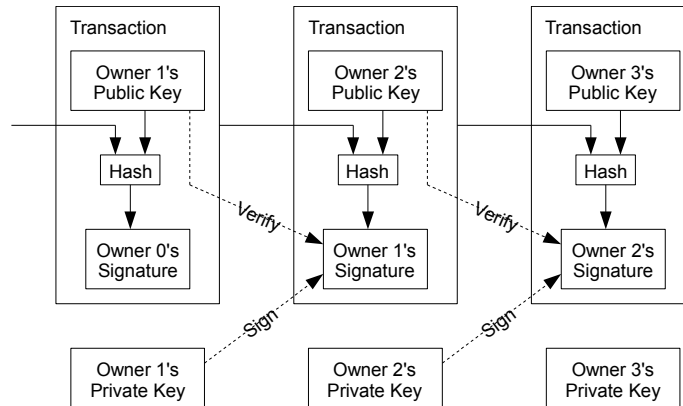 Transaction
Owner 1's
Public Key
Hash
Owner 0's
Signature
Transaction
Owner 2's
Public Key
Hash
Owner 1's
Signature
Transaction
Owner 3's
Public Key
Hash
Owner 2's
Signature
Verify
Verify
Sign
Sign
Owner 1's
Private Key
Owner 2's
Private Key
Owner 3's
Private Key